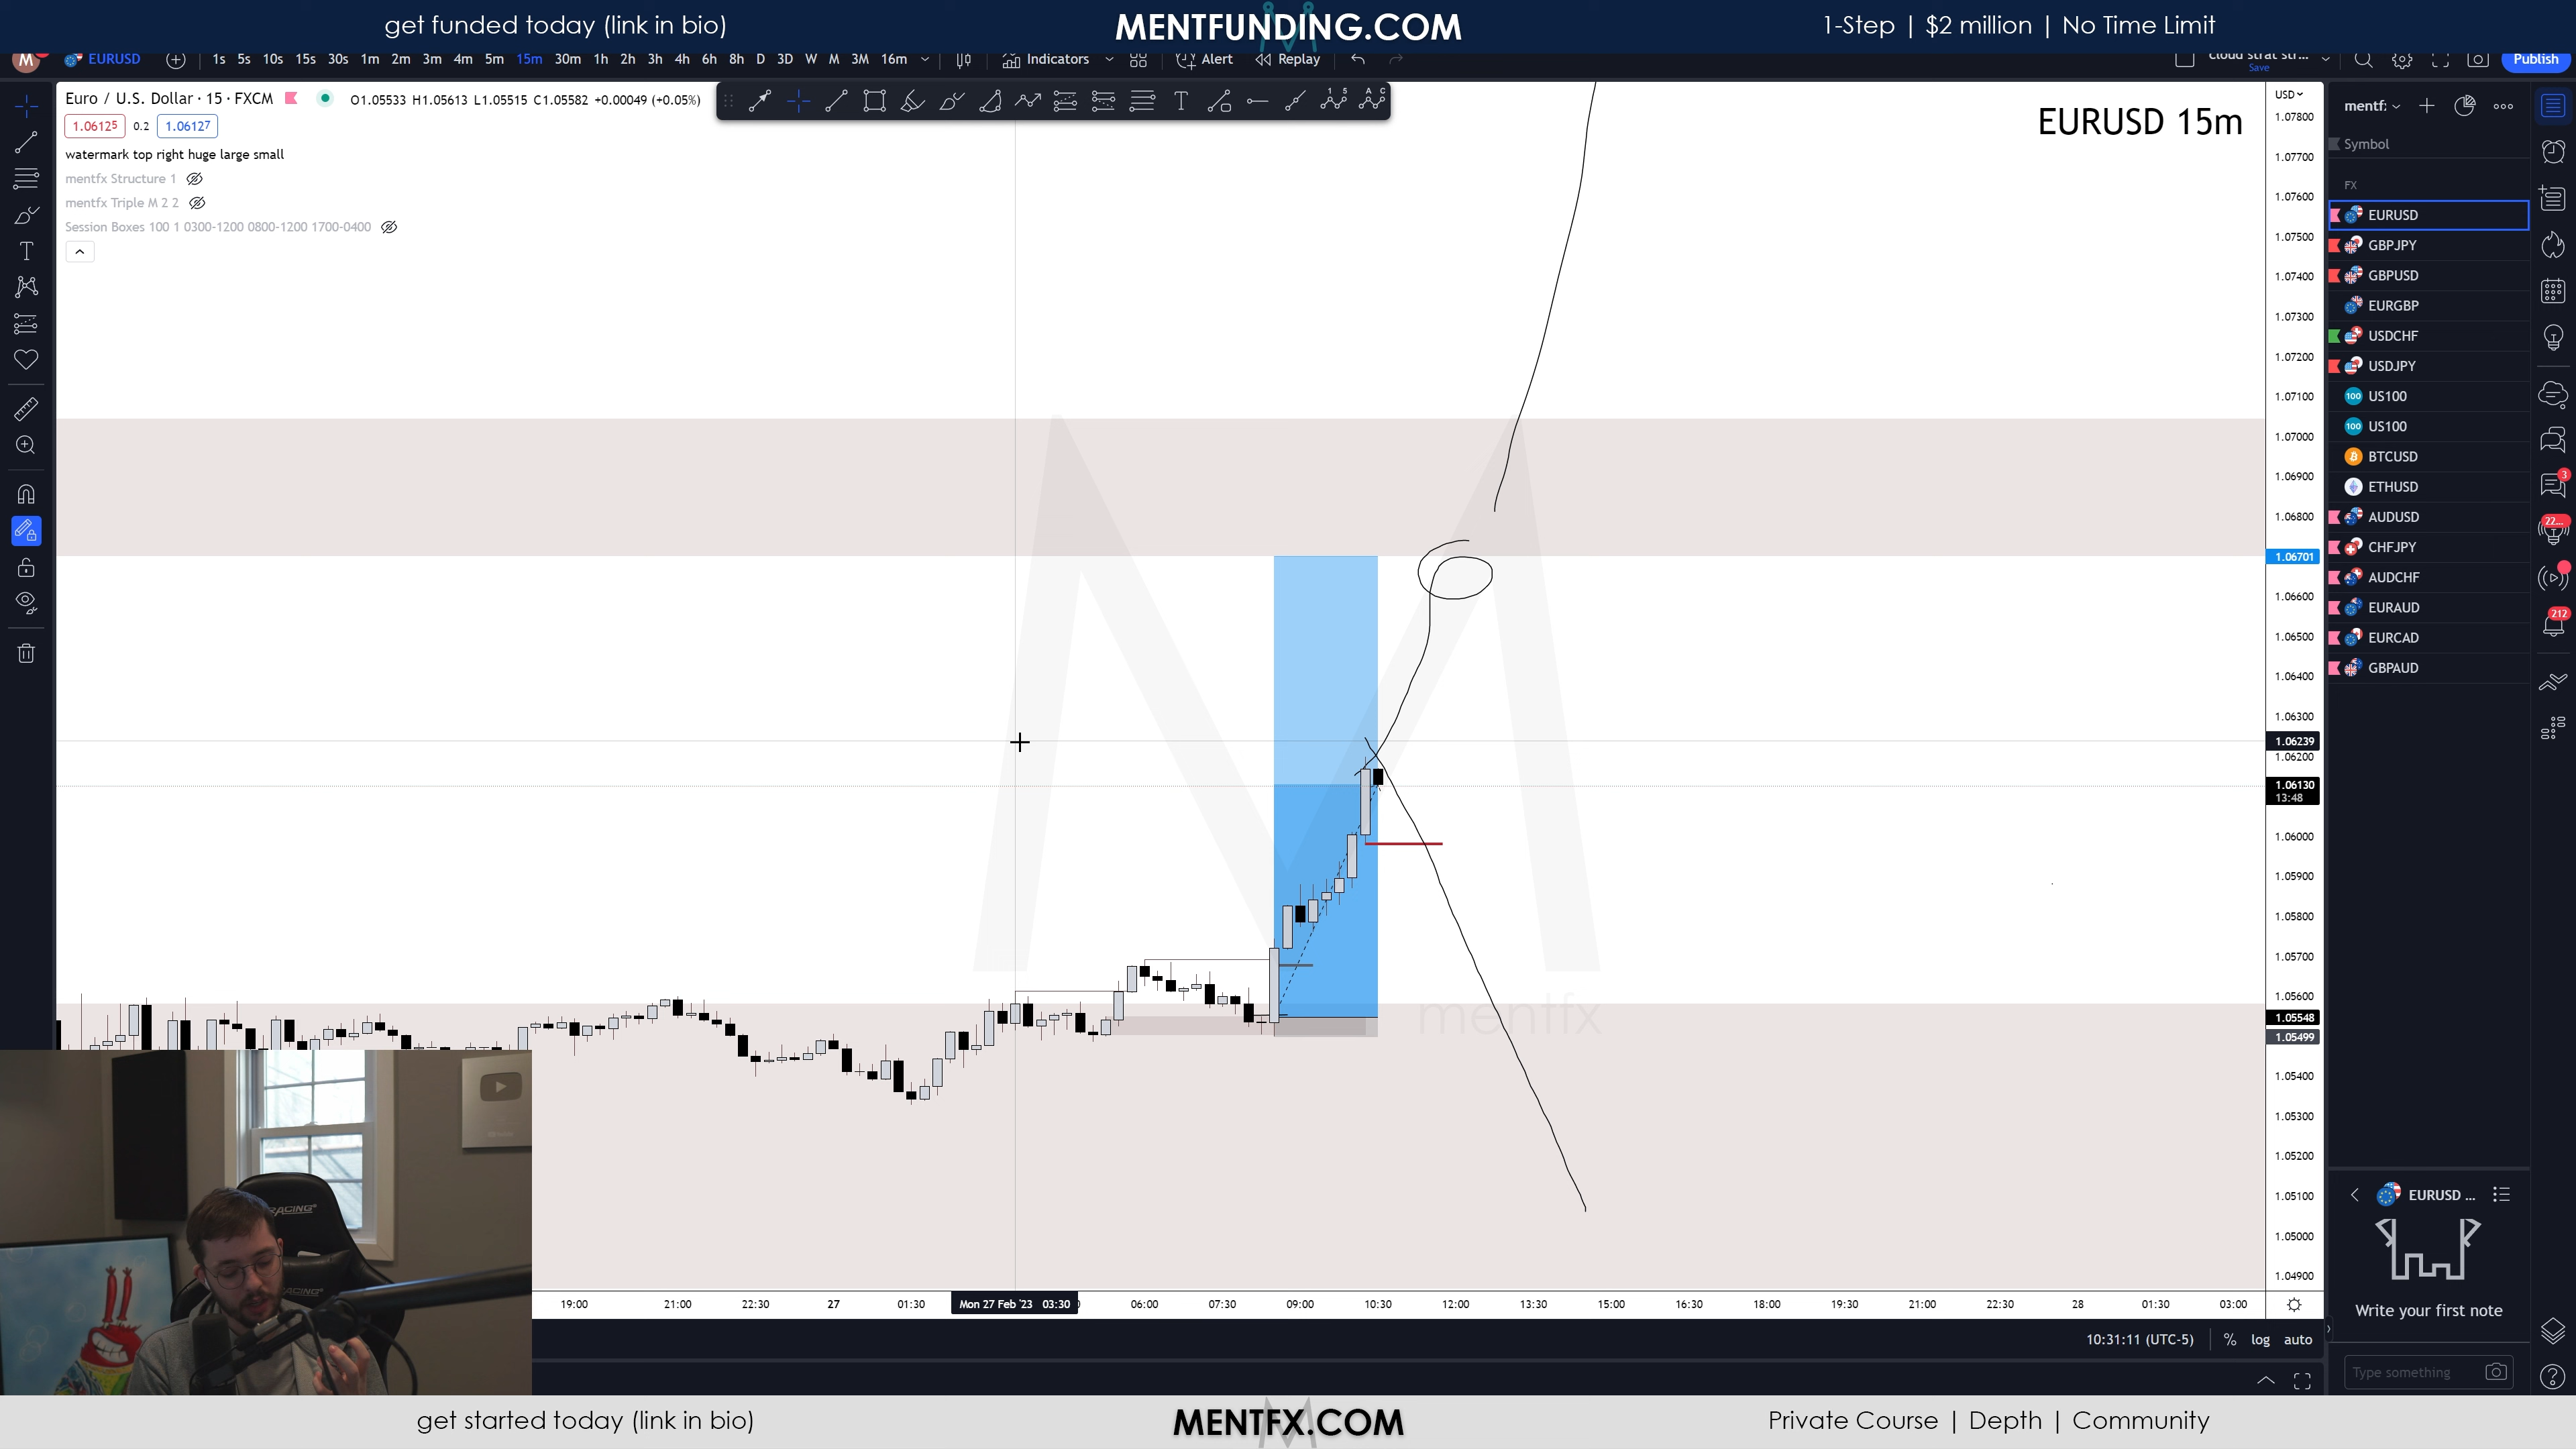 get funded today (link in bio)
MENTFUNDING.COM
1-Step | $2 million | No Time Limit
M EURUSD 1s 5s 10s 15s 30s 1m 2m 3m 4m 5m 15m 30m 1h 2h 3h 4h 6h 8h D 3D W M 3M 16m Indicators Alert Replay
Save
Publish
Euro / U.S. Dollar · 15 · FXCM O1.05533 H1.05613 L1.05515 C1.05582 +0.00049 (+0.05%)
1.06125 0.2 1.06127
watermark top right huge large small
mentfx Structure 1
mentfx Triple M 2 2
Session Boxes 100 1 0300-1200 0800-1200 1700-0400
EURUSD 15m
mentfx
USD
1.07800
1.07700
1.07600
1.07500
1.07400
1.07300
1.07200
1.07100
1.07000
1.06900
1.06800
1.06701
1.06600
1.06500
1.06400
1.06300
1.06239
1.06200
1.06130
13:48
1.06000
1.05900
1.05800
1.05700
1.05600
1.05548
1.05499
1.05400
1.05300
1.05200
1.05100
1.05000
1.04900
19:00 21:00 22:30 27 01:30 Mon 27 Feb '23 03:30 06:00 07:30 09:00 10:30 12:00 13:30 15:00 16:30 18:00 19:30 21:00 22:30 28 01:30 03:00
10:31:11 (UTC-5) % log auto
mentf:
Symbol
FX
EURUSD
GBPJPY
GBPUSD
EURGBP
USDCHF
USDJPY
100 US100
100 US100
BTCUSD
ETHUSD
AUDUSD
CHFJPY
AUDCHF
EURAUD
EURCAD
GBPAUD
3
22...
212
EURUSD ...
Write your first note
Type something
RACING
get started today (link in bio)
MENTFX.COM
Private Course | Depth | Community